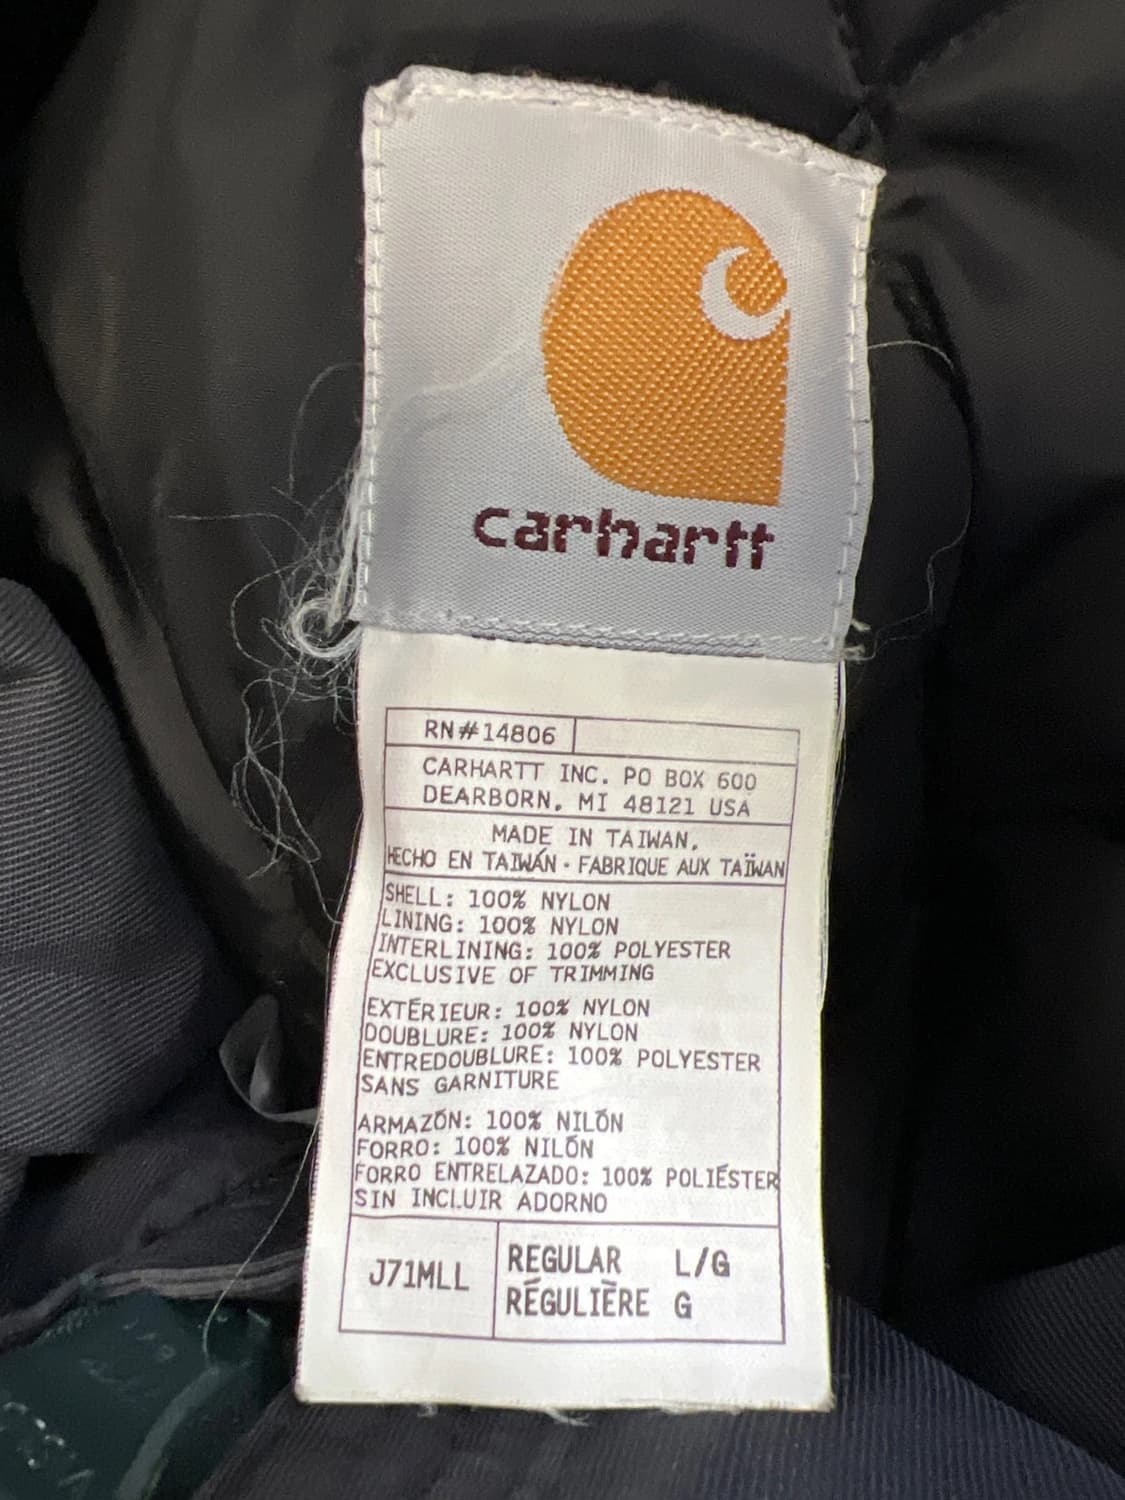 carhartt
RN#14806
CARHARTT INC. PO BOX 600
DEARBORN, MI 48121 USA
MADE IN TAIWAN.
HECHO EN TAIWÁN - FABRIQUE AUX TAÏWAN
SHELL: 100% NYLON
LINING: 100% NYLON
INTERLINING: 100% POLYESTER
EXCLUSIVE OF TRIMMING
EXTÉRIEUR: 100% NYLON
DOUBLURE: 100% NYLON
ENTREDOUBLURE: 100% POLYESTER
SANS GARNITURE
ARMAZÓN: 100% NILÓN
FORRO: 100% NILÓN
FORRO ENTRELAZADO: 100% POLIÉSTER
SIN INCLUIR ADORNO
J71MLL
REGULAR L/G
RÉGULIÈRE G